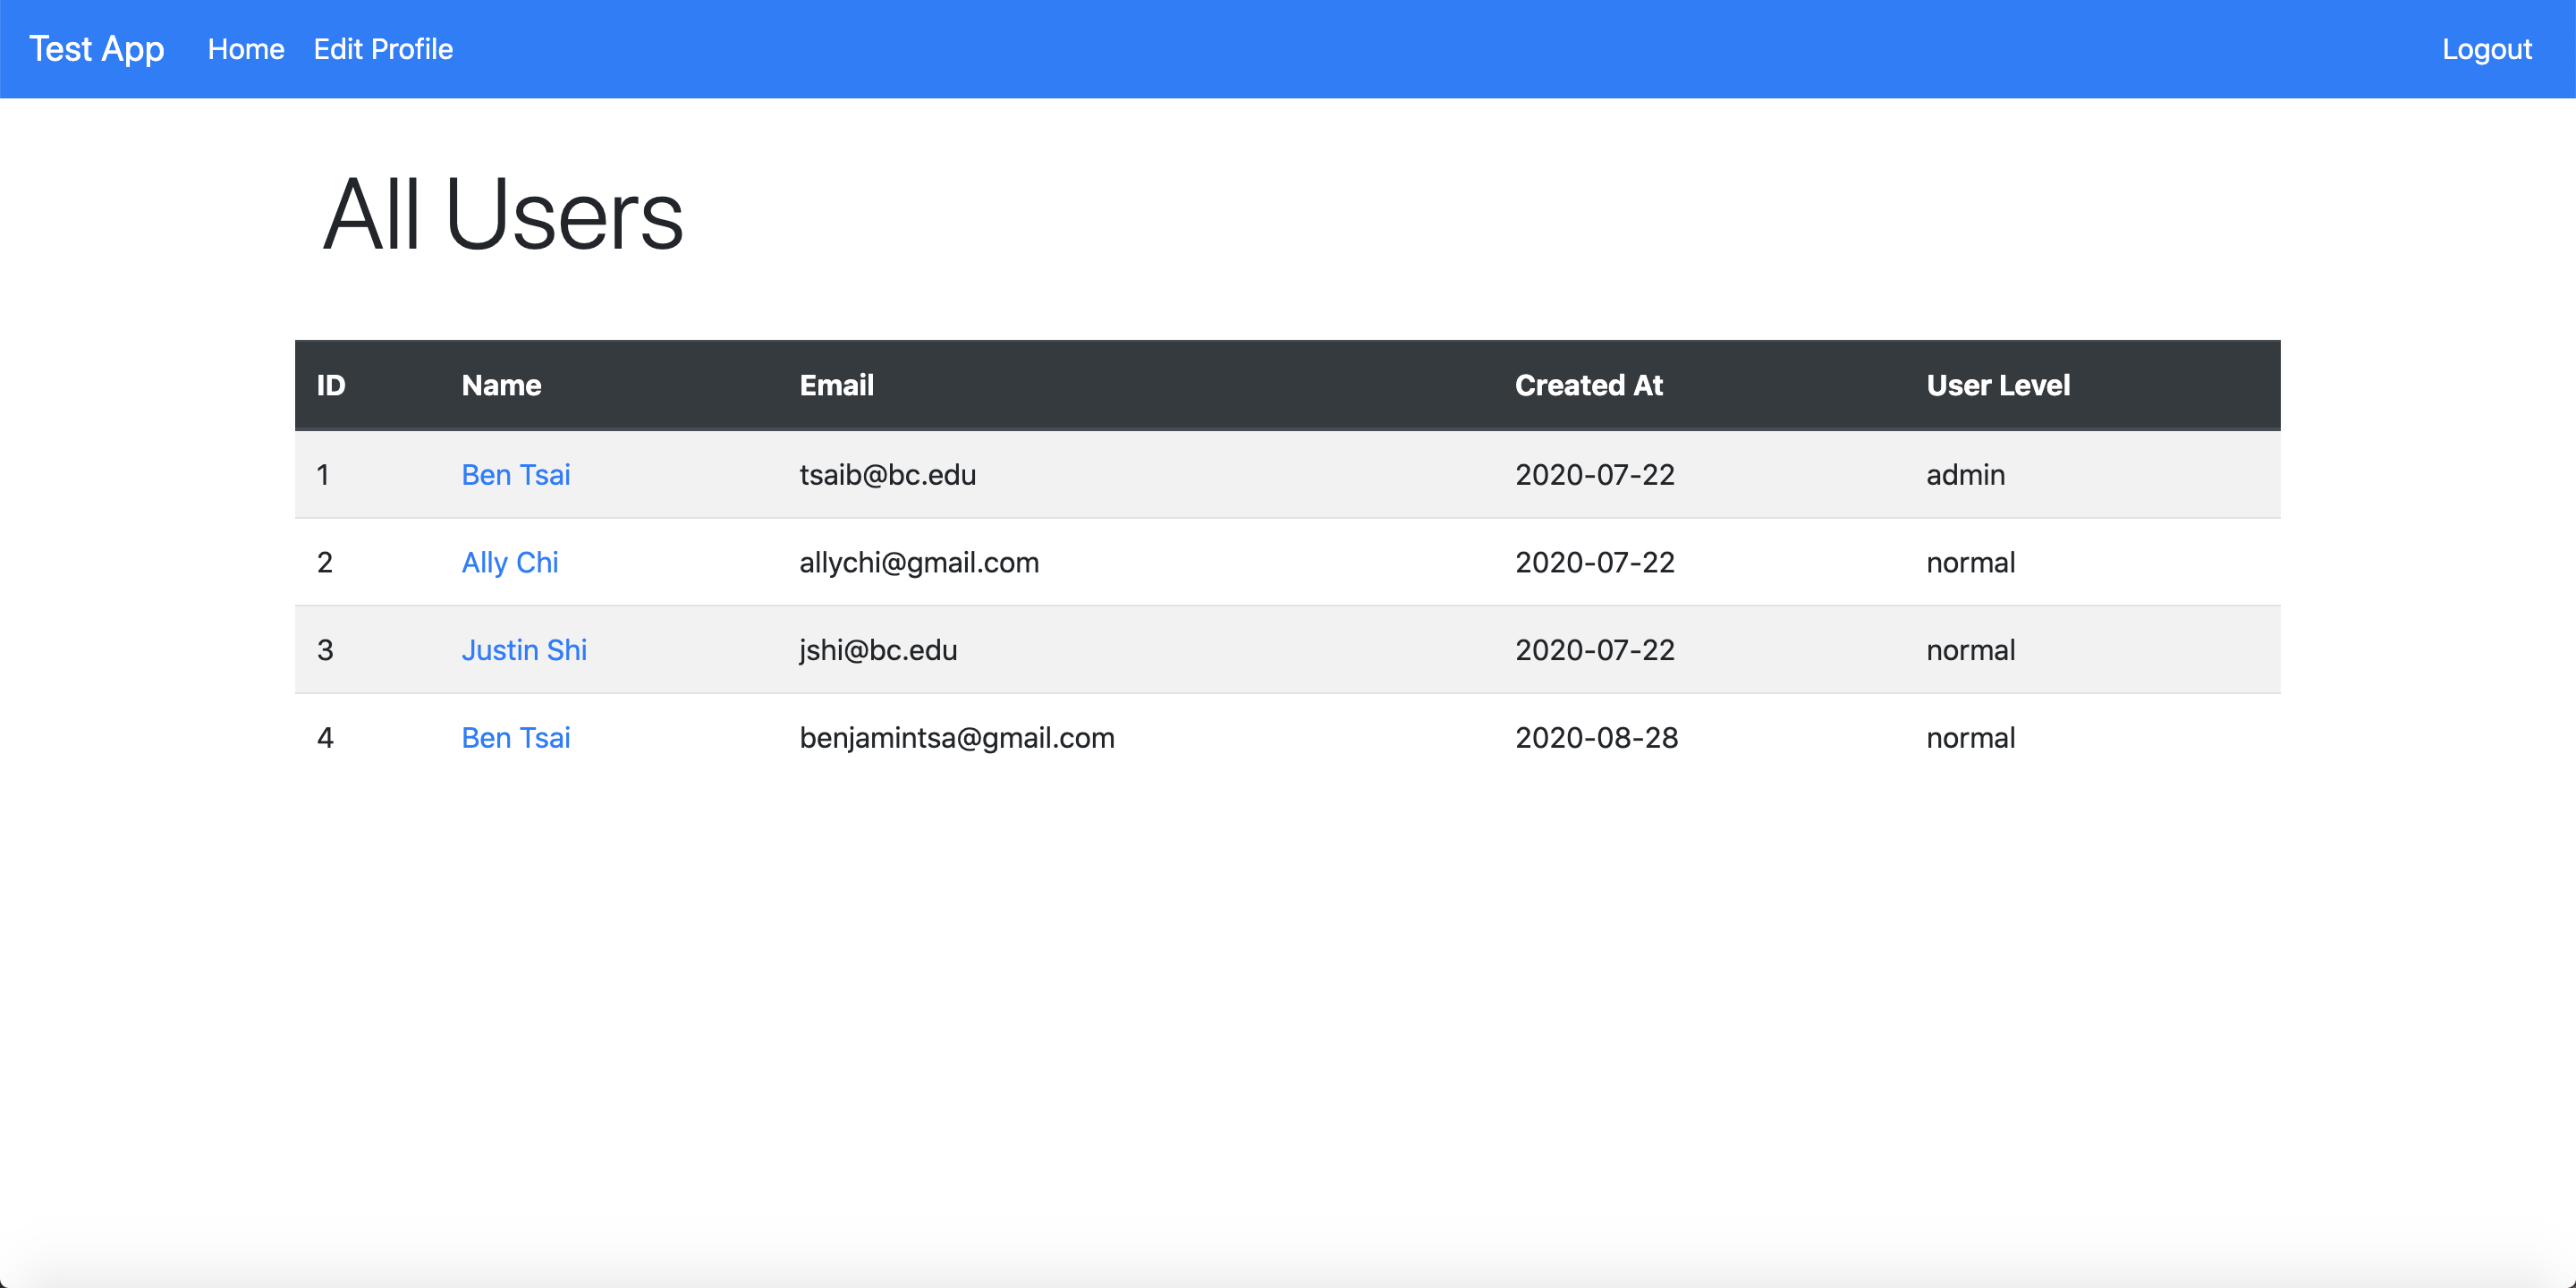 Test App Home Edit Profile Logout
All Users
ID Name Email Created At User Level
1 Ben Tsai tsaib@bc.edu 2020-07-22 admin
2 Ally Chi allychi@gmail.com 2020-07-22 normal
3 Justin Shi jshi@bc.edu 2020-07-22 normal
4 Ben Tsai benjamintsa@gmail.com 2020-08-28 normal